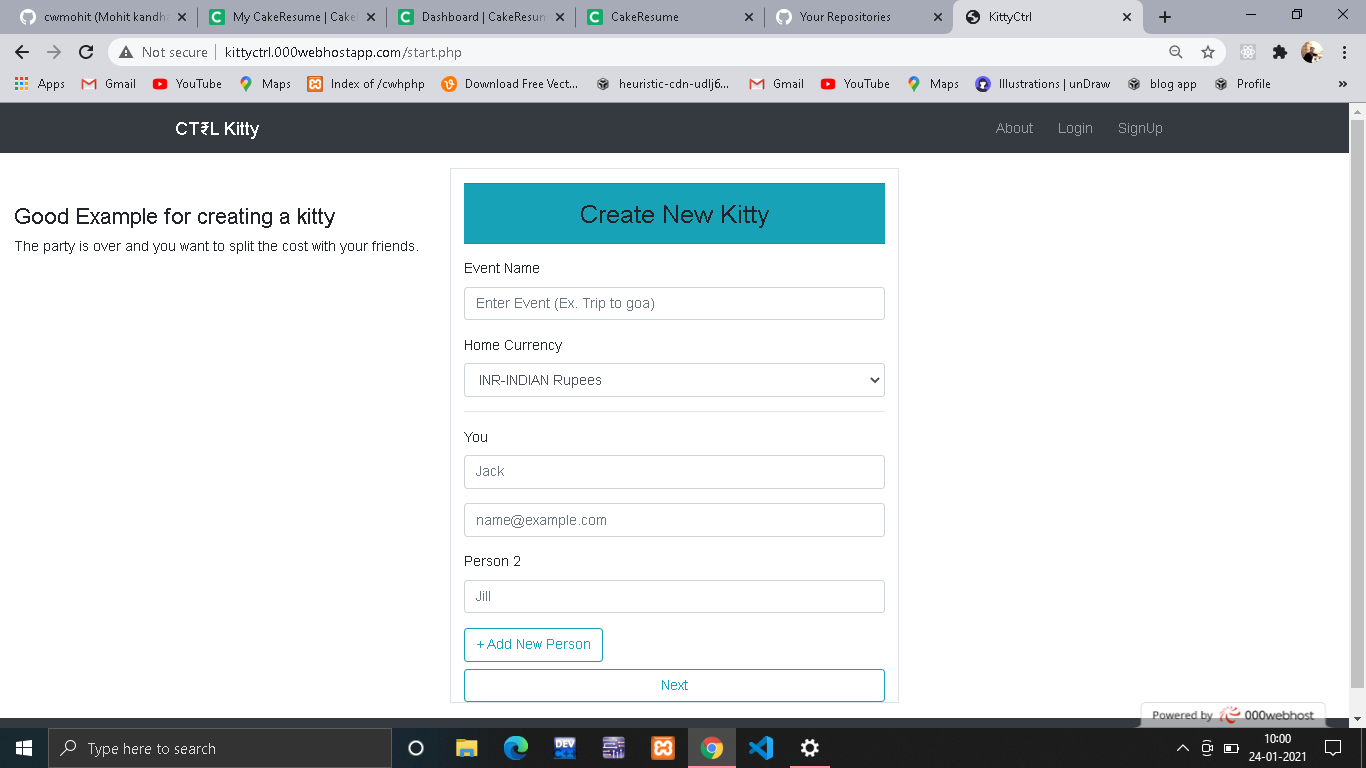 cwmohit (Mohit kandh
My CakeResume | Cake
Dashboard | CakeResum
CakeResume
Your Repositories
KittyCtrl
Not secure
kittyctrl.000webhostapp.com/start.php
Apps
Gmail
YouTube
Maps
Index of /cwhphp
Download Free Vect...
heuristic-cdn-udlj6...
Gmail
YouTube
Maps
Illustrations | unDraw
blog app
Profile
»
CT₹L Kitty
About
Login
SignUp
Good Example for creating a kitty
The party is over and you want to split the cost with your friends.
Create New Kitty
Event Name
Enter Event (Ex. Trip to goa)
Home Currency
INR-INDIAN Rupees
You
Jack
name@example.com
Person 2
Jill
+ Add New Person
Next
Powered by 000webhost
Type here to search
DEV
10:00
24-01-2021